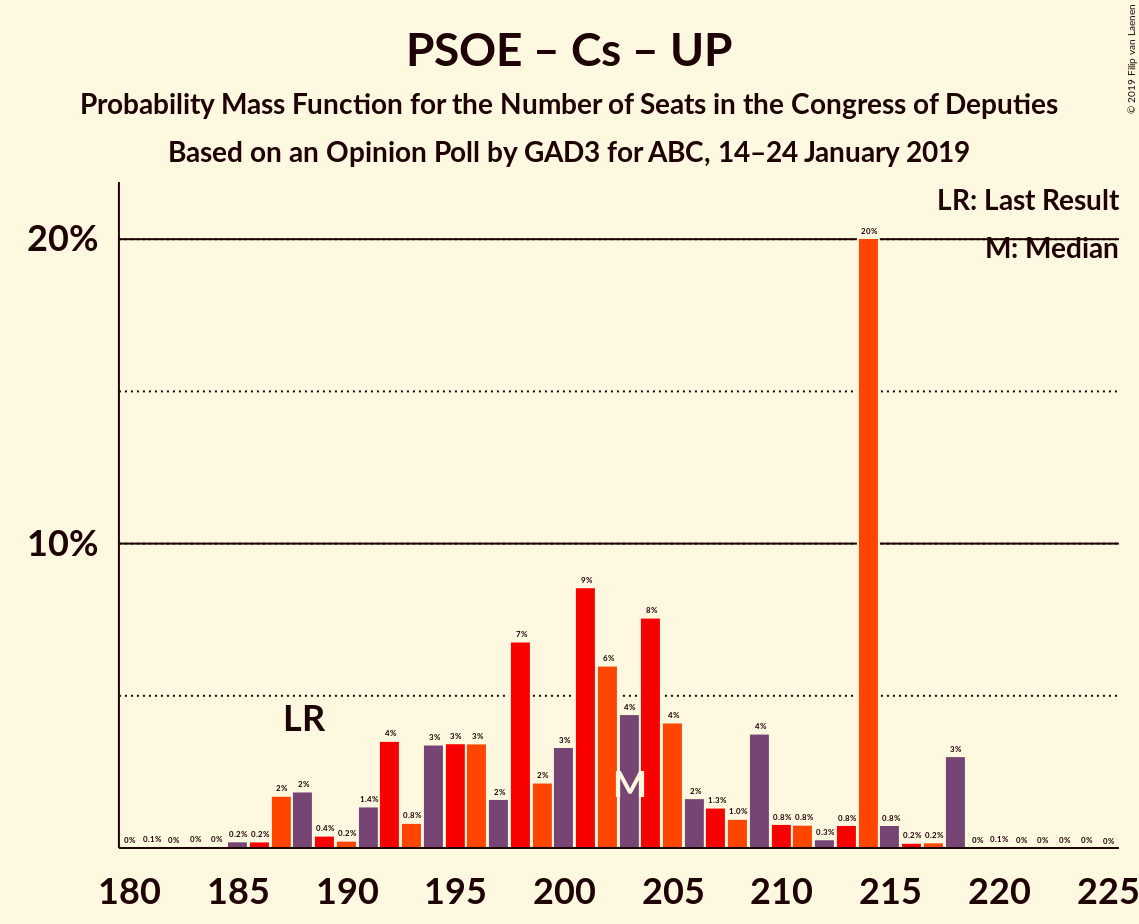 PSOE – Cs – UP
Probability Mass Function for the Number of Seats in the Congress of Deputies
Based on an Opinion Poll by GAD3 for ABC, 14–24 January 2019
© 2019 Filip van Laenen
LR: Last Result
M: Median
20%
10%
LR
M
0% 0.1% 0% 0% 0% 0.2% 0.2% 2% 2% 0.4% 0.2% 1.4% 4% 0.8% 3% 3% 3% 2% 7% 2% 3% 9% 6% 4% 8% 4% 2% 1.3% 1.0% 4% 0.8% 0.8% 0.3% 0.8% 20% 0.8% 0.2% 0.2% 3% 0% 0.1% 0% 0% 0% 0% 0%
180 185 190 195 200 205 210 215 220 225